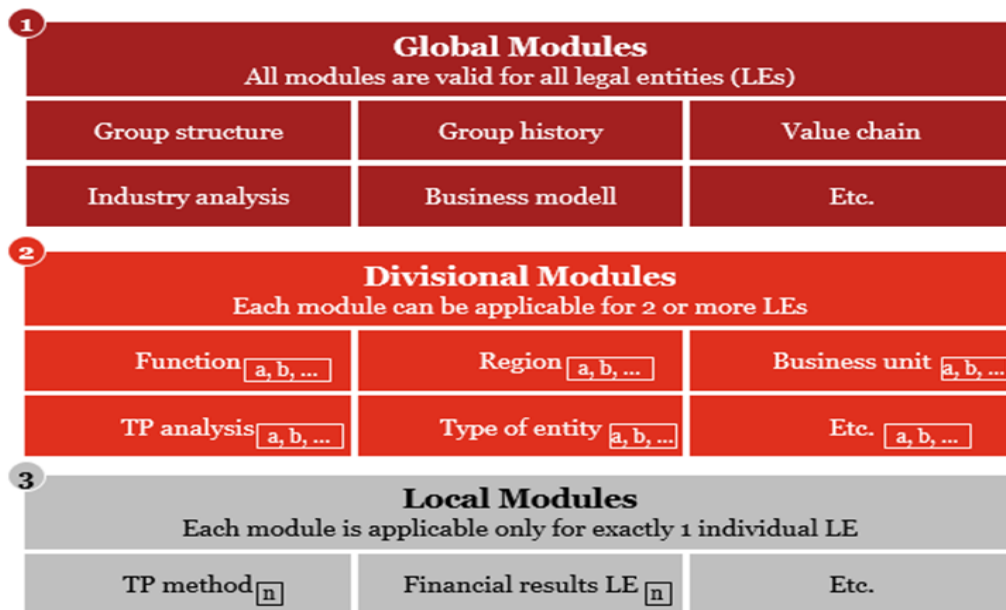 1
Global Modules
All modules are valid for all legal entities (LEs)
Group structure
Group history
Value chain
Industry analysis
Business modell
Etc.
2
Divisional Modules
Each module can be applicable for 2 or more LEs
Function a, b, ...
Region a, b, ...
Business unit a, b, ...
TP analysis a, b, ...
Type of entity a, b, ...
Etc. a, b, ...
3
Local Modules
Each module is applicable only for exactly 1 individual LE
TP method n
Financial results LE n
Etc.